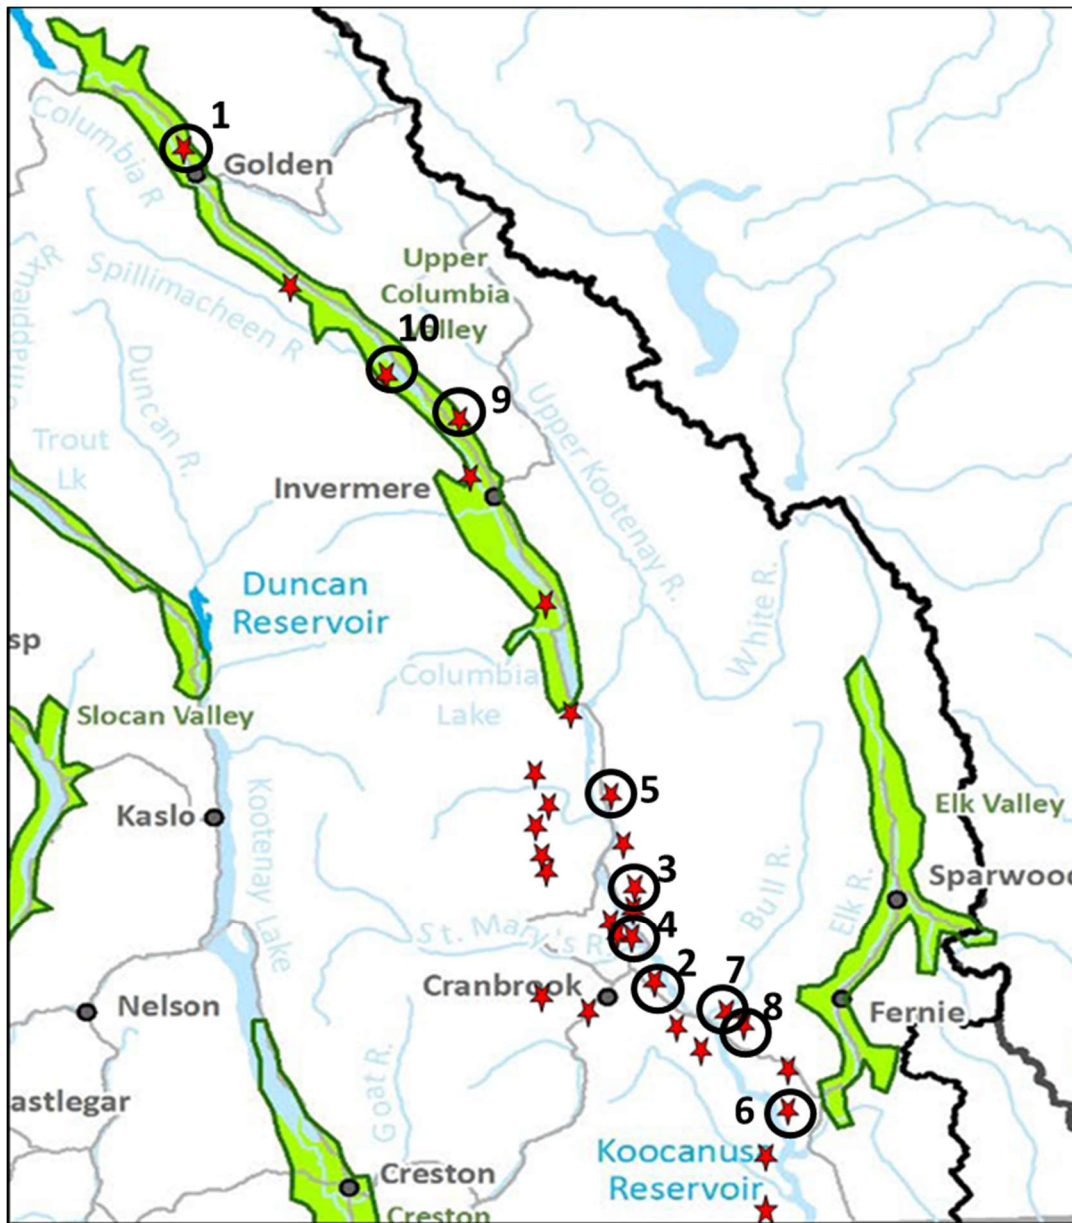 1
Golden
Columbia R
Upper
Columbia
Valley
Spillimacheen R
10
9
Duncan R.
Upper Kootenay R.
Trout
Lk
Invermere
Duncan
Reservoir
White R.
sp
Columbia
Lake
Slocan Valley
5
Elk Valley
Kaslo
Kootenay Lake
3
Bull R.
Elk R.
Sparwood
4
St. Mary's R
2
7
Cranbrook
8
Nelson
Fernie
Goat R.
astlegar
6
Koocanusa
Reservoir
Creston
Creston